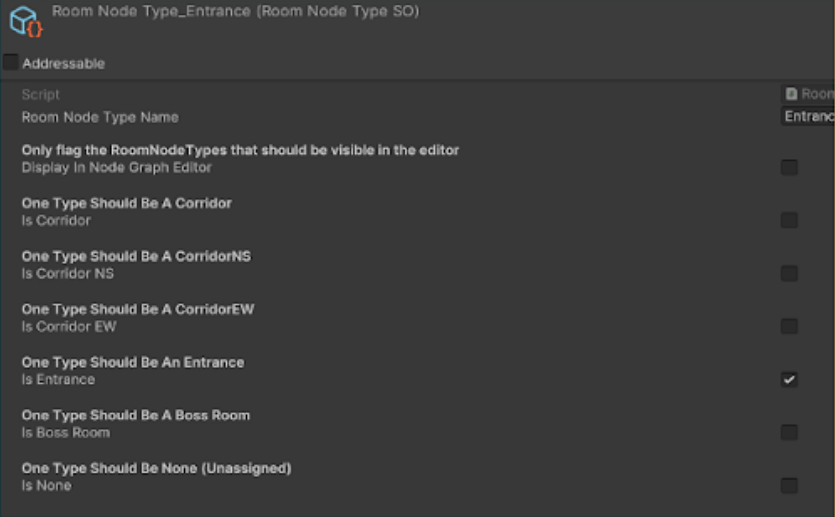 Room Node Type_Entrance (Room Node Type SO)
Addressable
Script
Room
Room Node Type Name
Entranc
Only flag the RoomNodeTypes that should be visible in the editor
Display In Node Graph Editor
One Type Should Be A Corridor
Is Corridor
One Type Should Be A CorridorNS
Is Corridor NS
One Type Should Be A CorridorEW
Is Corridor EW
One Type Should Be An Entrance
Is Entrance
One Type Should Be A Boss Room
Is Boss Room
One Type Should Be None (Unassigned)
Is None